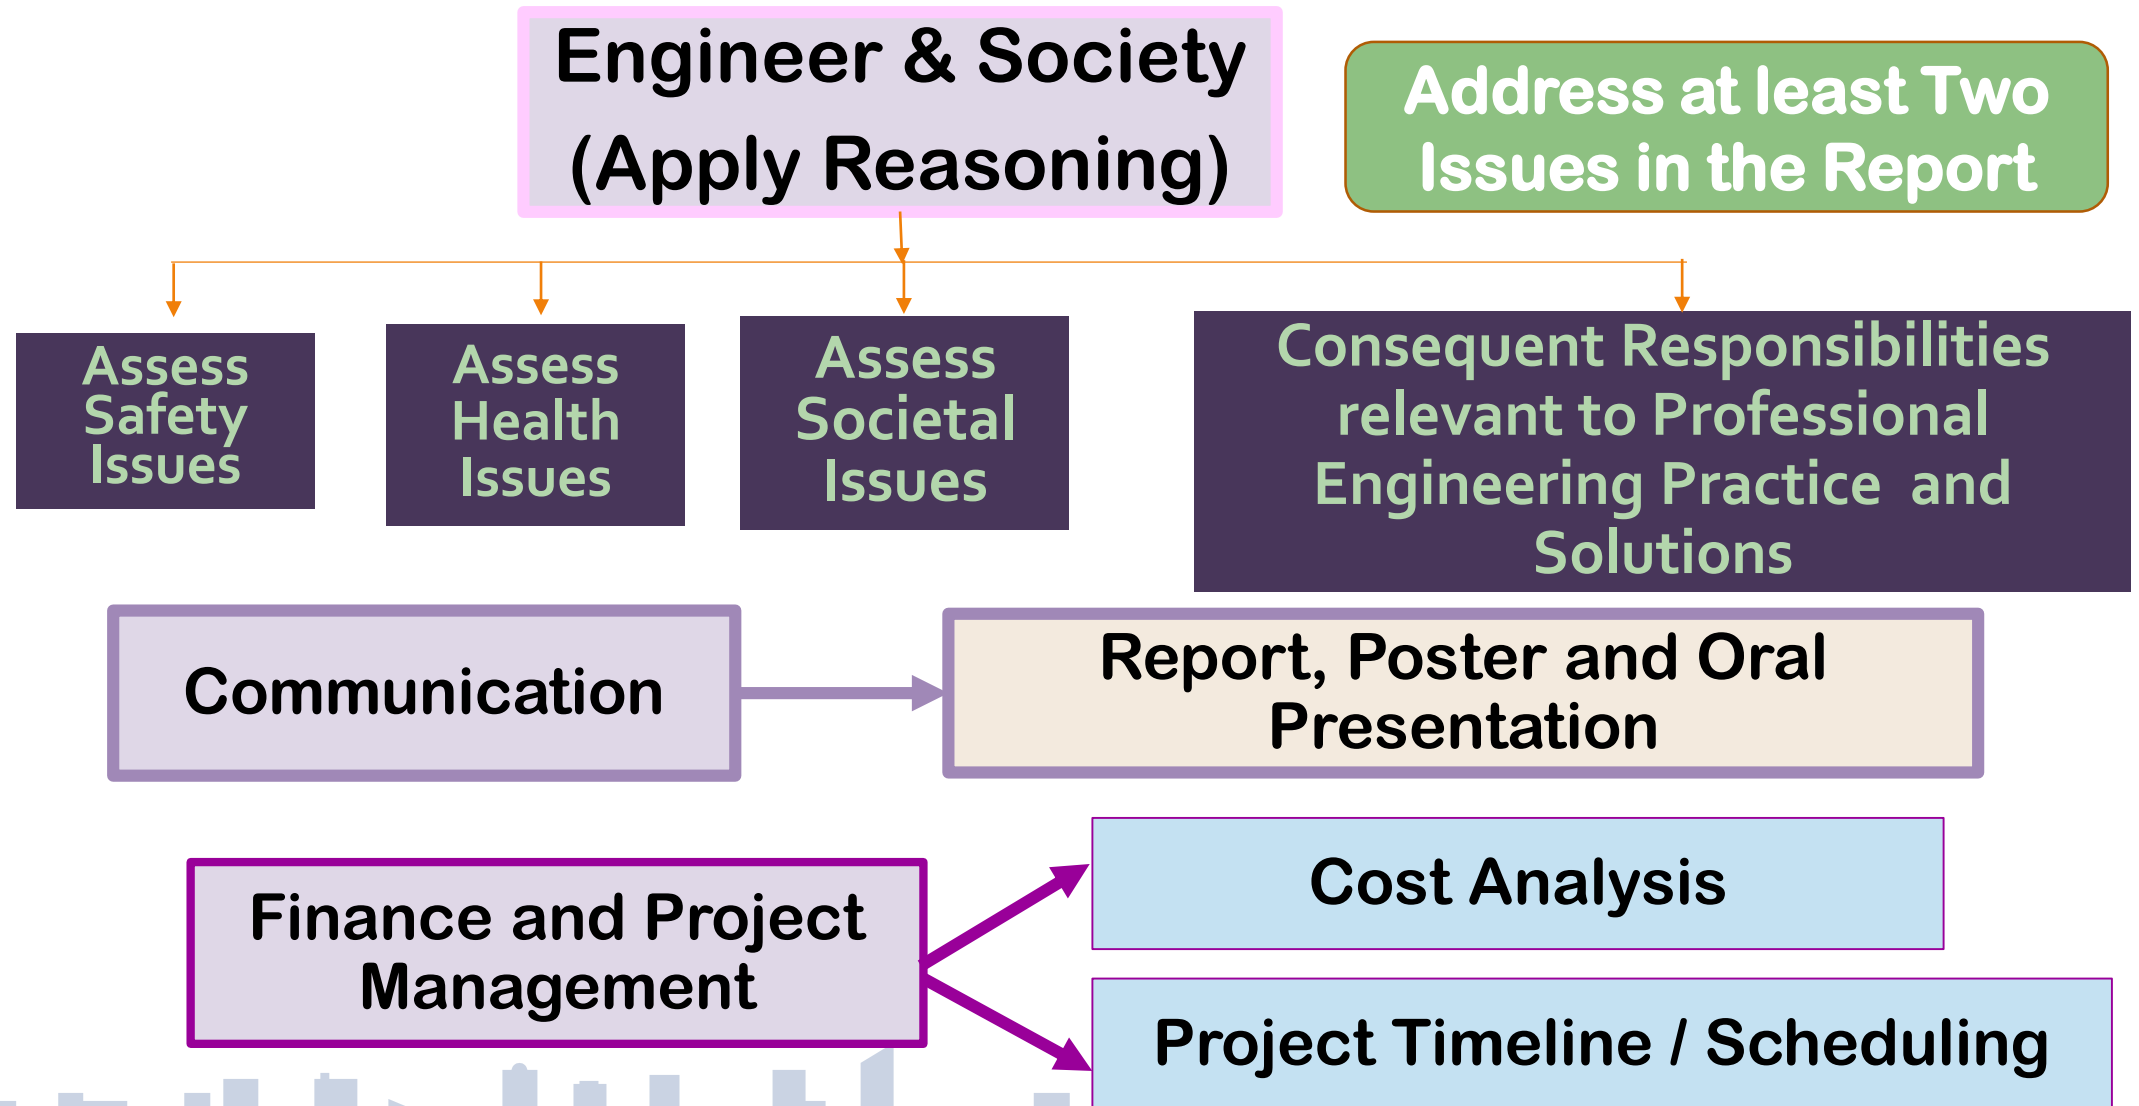 Engineer & Society
(Apply Reasoning)
Address at least Two
Issues in the Report
Assess
Safety
Issues
Assess
Health
Issues
Assess
Societal
Issues
Consequent Responsibilities
relevant to Professional
Engineering Practice and
Solutions
Communication
Report, Poster and Oral
Presentation
Finance and Project
Management
Cost Analysis
Project Timeline / Scheduling